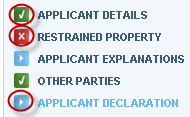 APPLICANT DETAILS
RESTRAINED PROPERTY
APPLICANT EXPLANATIONS
OTHER PARTIES
APPLICANT DECLARATION